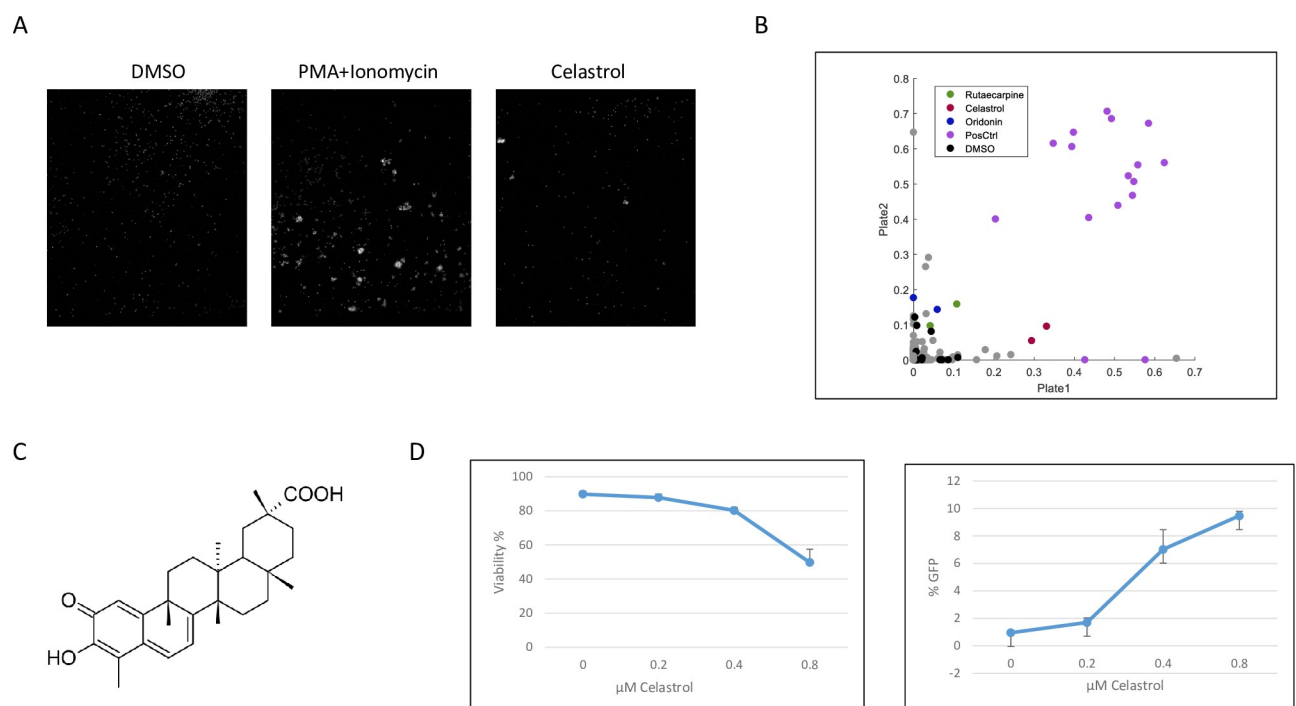 A
B
DMSO
PMA+Ionomycin
Celastrol
0.8
0.7
0.6
0.5
0.4
0.3
0.2
0.1
0
Plate2
Rutaecarpine
Celastrol
Oridonin
PosCtrl
DMSO
0 0.1 0.2 0.3 0.4 0.5 0.6 0.7
Plate1
C
D
COOH
O
HO
100
80
60
40
20
0
Viability %
0 0.2 0.4 0.8
µM Celastrol
12
10
8
6
4
2
0
-2
% GFP
0 0.2 0.4 0.8
µM Celastrol